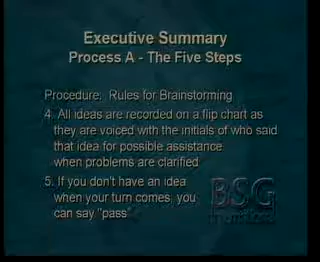 Executive Summary
Process A - The Five Steps
Procedure: Rules for Brainstorming
4. All ideas are recorded on a flip chart as
they are voiced with the initials of who said
that idea for possible assistance
when problems are clarified
5. If you don't have an idea
when your turn comes, you
can say "pass"
BSG